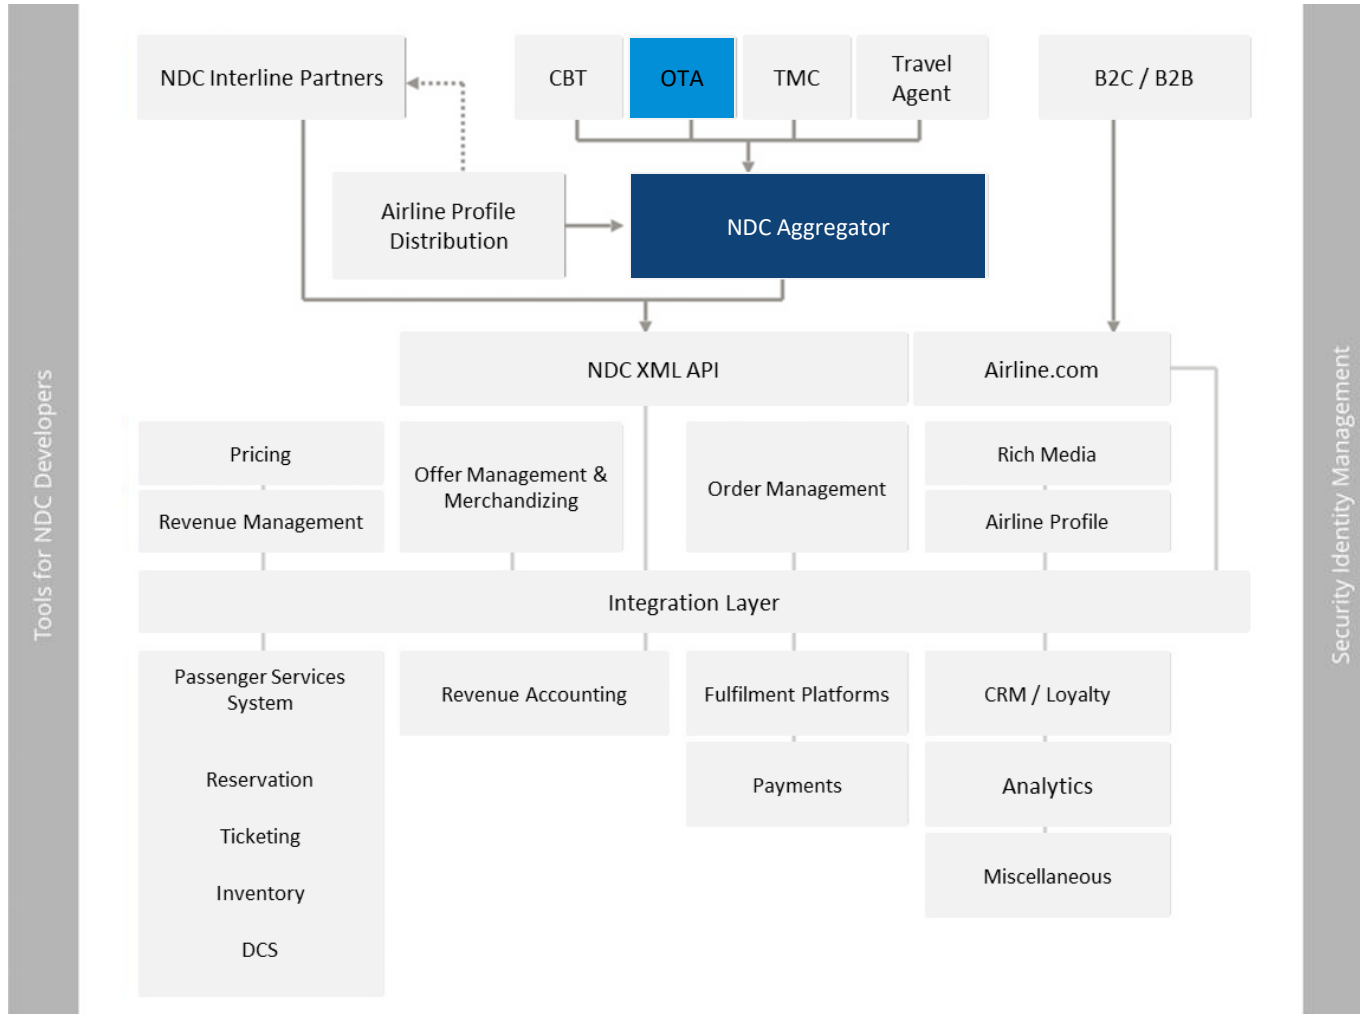 Tools for NDC Developers
NDC Interline Partners
CBT
OTA
TMC
Travel
Agent
B2C / B2B
Airline Profile
Distribution
NDC Aggregator
NDC XML API
Airline.com
Pricing
Revenue Management
Offer Management &
Merchandizing
Order Management
Rich Media
Airline Profile
Integration Layer
Passenger Services
System
Reservation
Ticketing
Inventory
DCS
Revenue Accounting
Fulfilment Platforms
Payments
CRM / Loyalty
Analytics
Miscellaneous
Security Identity Management